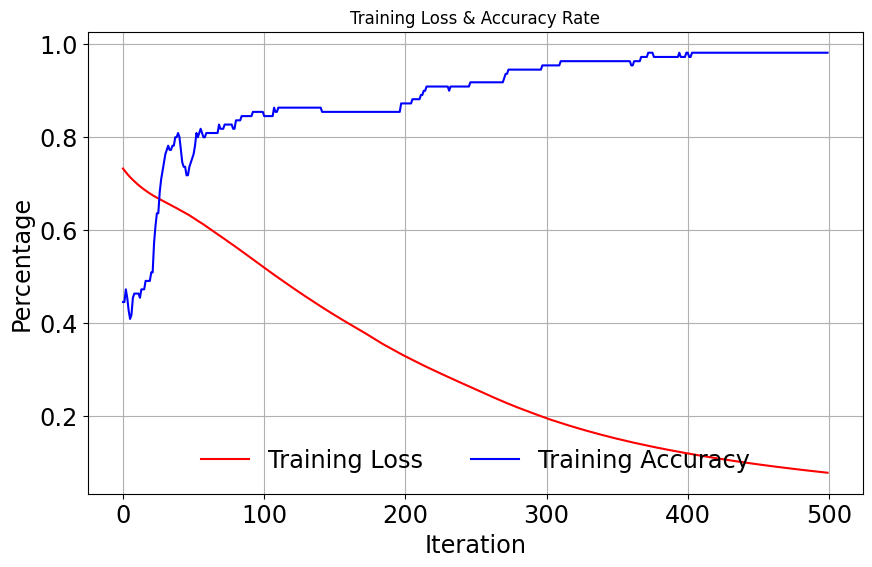 Training Loss & Accuracy Rate
1.0
0.8
0.6
0.4
0.2
Percentage
Training Loss
Training Accuracy
0 100 200 300 400 500
Iteration